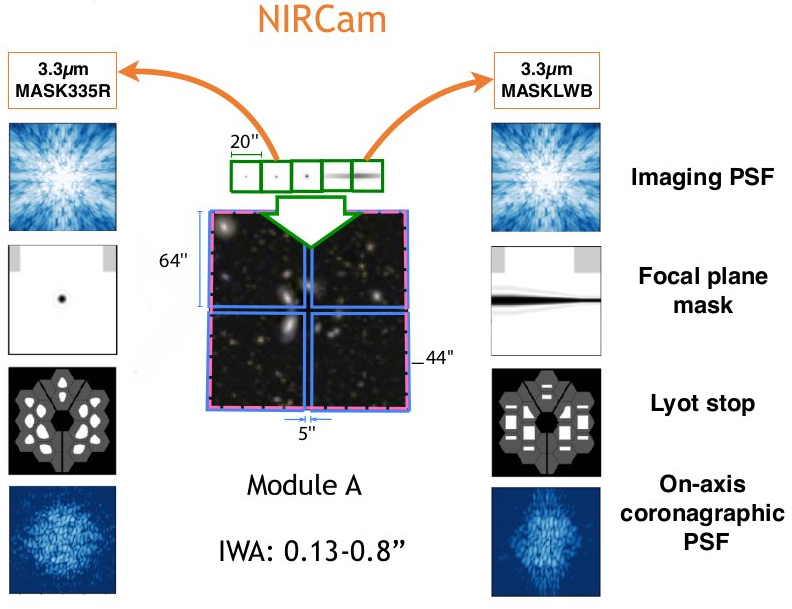 NIRCam
3.3µm
MASK335R
3.3µm
MASKLWB
20"
Imaging PSF
64"
Focal plane
mask
44"
Lyot stop
5"
Module A
On-axis
coronagraphic
PSF
IWA: 0.13-0.8”